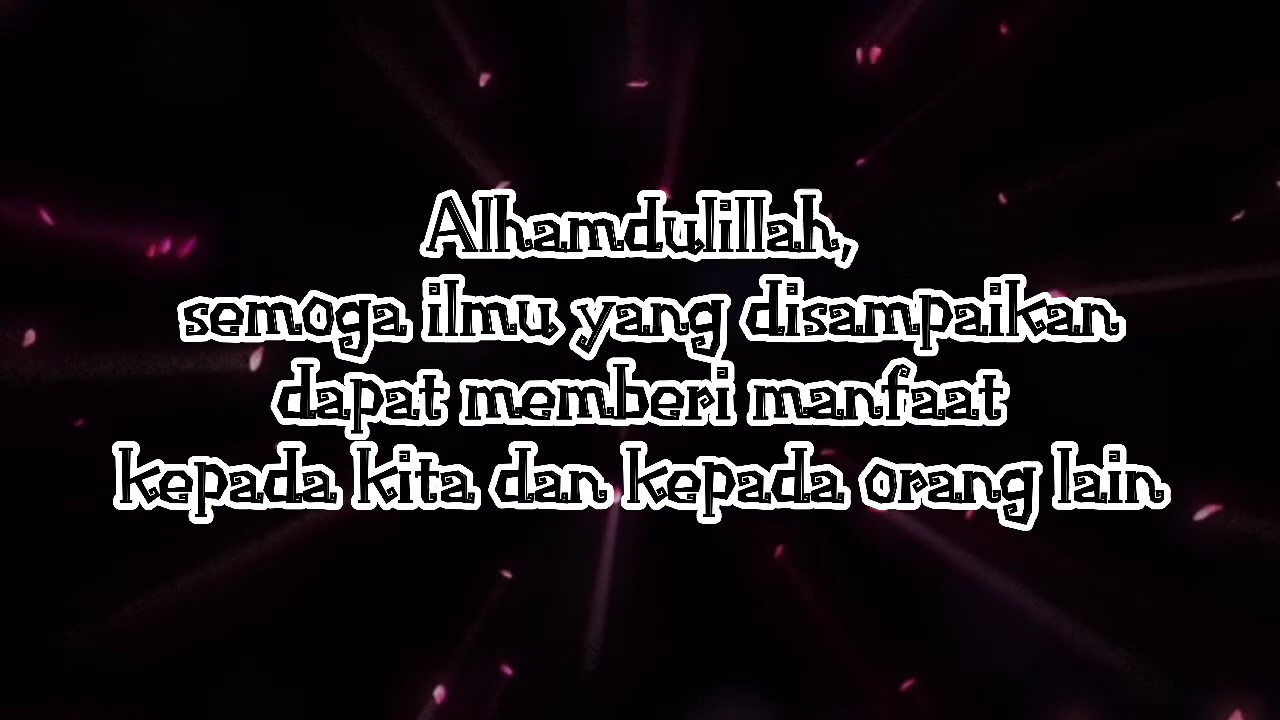 Alhamdulillah,
semoga ilmu yang disampaikan
dapat memberi manfaat
kepada kita dan kepada orang lain